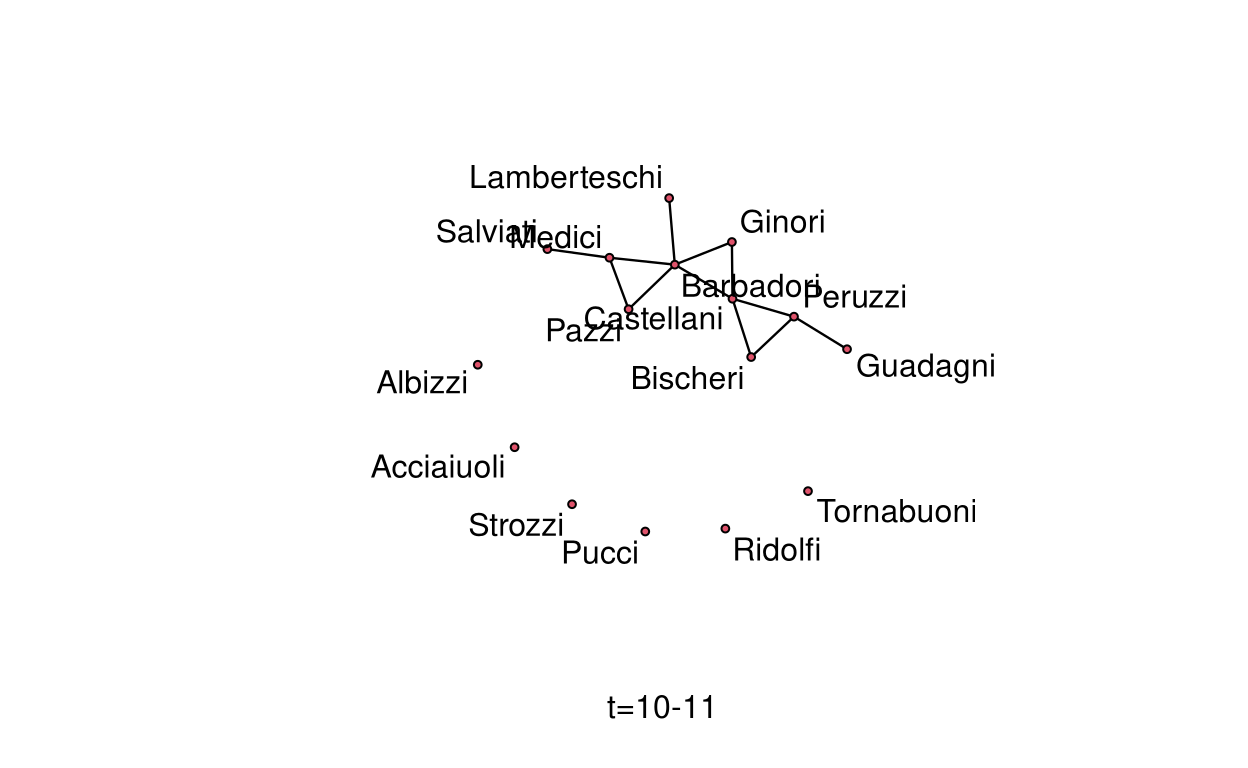 Lamberteschi
Ginori
Salviati
Medici
Barbadori
Peruzzi
Castellani
Pazzi
Guadagni
Bischeri
Albizzi
Acciaiuoli
Tornabuoni
Strozzi
Ridolfi
Pucci
t=10-11